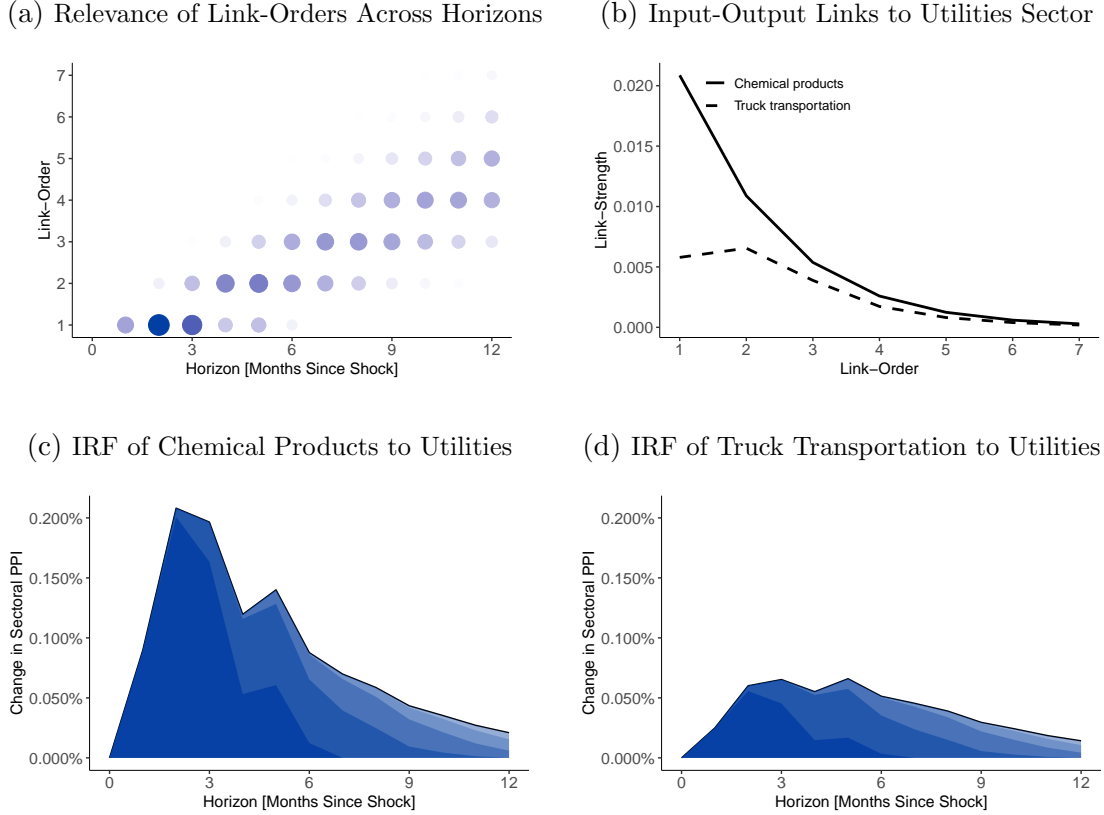 (a) Relevance of Link-Orders Across Horizons
7
6
5
4
3
2
1
Link−Order
0 3 6 9 12
Horizon [Months Since Shock]
(b) Input-Output Links to Utilities Sector
Chemical products
Truck transportation
0.020
0.015
0.010
0.005
0.000
Link−Strength
1 2 3 4 5 6 7
Link−Order
(c) IRF of Chemical Products to Utilities
0.200%
0.150%
0.100%
0.050%
0.000%
Change in Sectoral PPI
0 3 6 9 12
Horizon [Months Since Shock]
(d) IRF of Truck Transportation to Utilities
0.200%
0.150%
0.100%
0.050%
0.000%
Change in Sectoral PPI
0 3 6 9 12
Horizon [Months Since Shock]